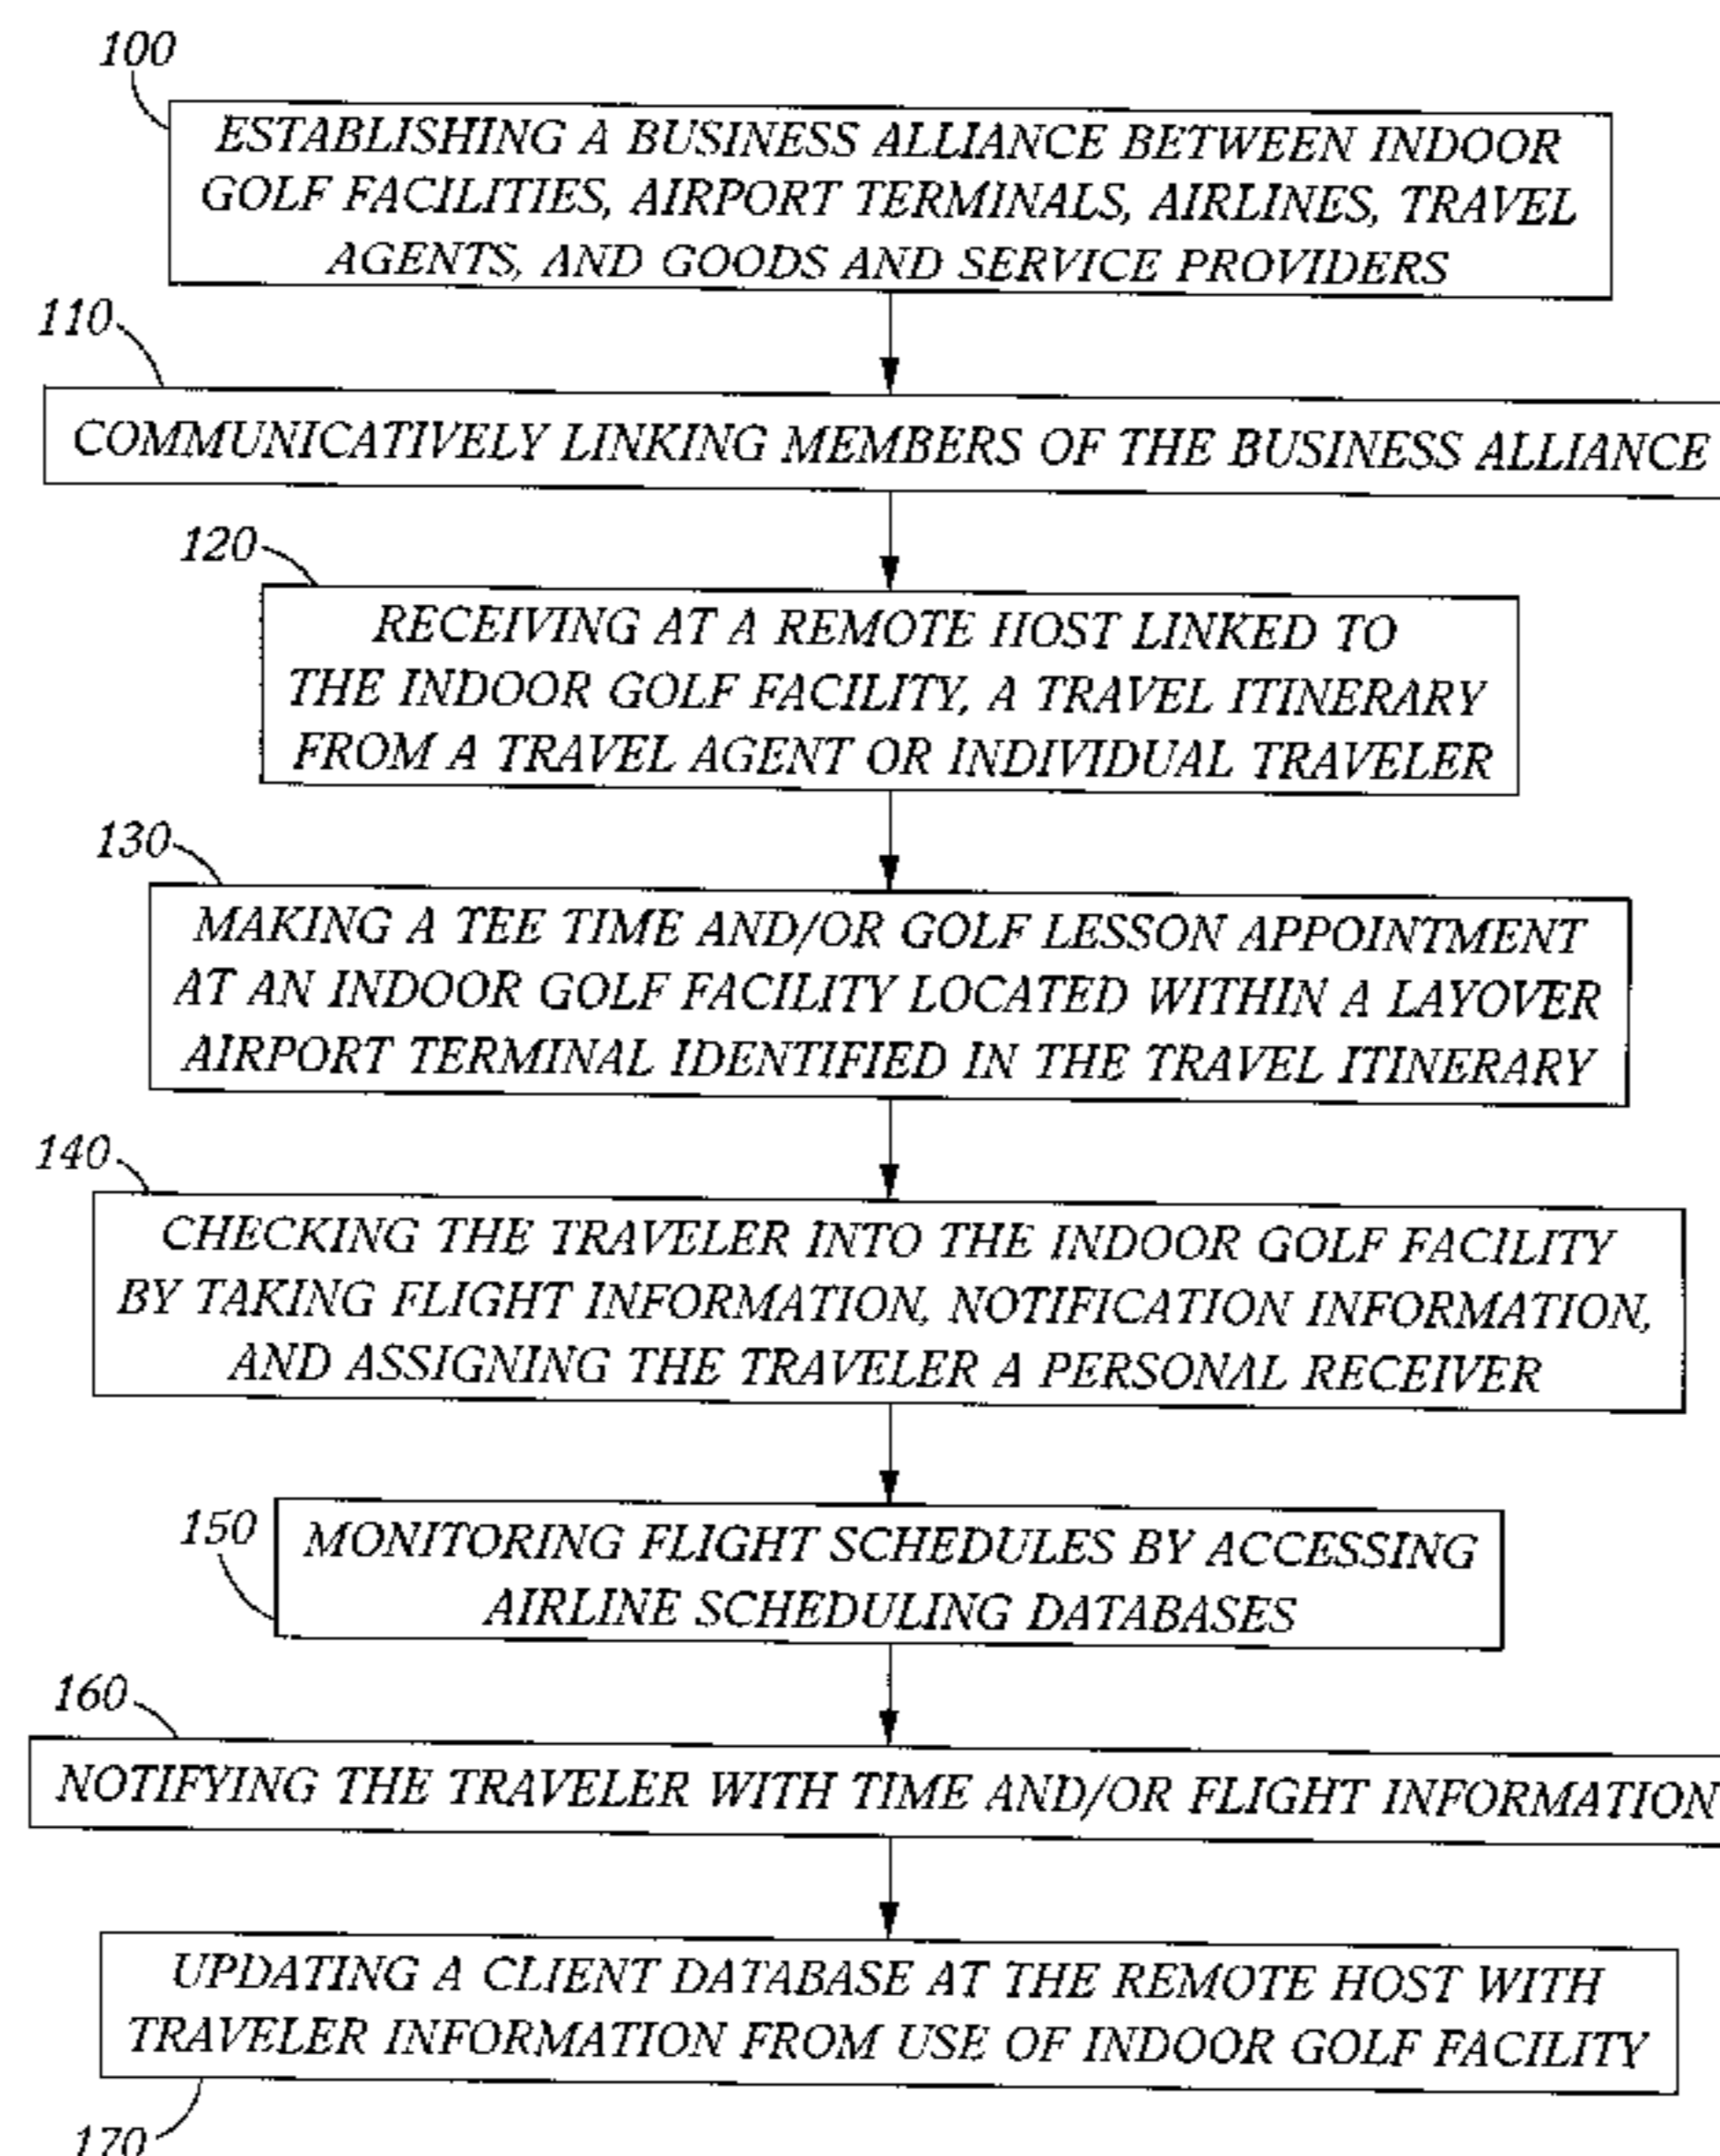 100
ESTABLISHING A BUSINESS ALLIANCE BETWEEN INDOOR
GOLF FACILITIES, AIRPORT TERMINALS, AIRLINES, TRAVEL
AGENTS, AND GOODS AND SERVICE PROVIDERS
110
COMMUNICATIVELY LINKING MEMBERS OF THE BUSINESS ALLIANCE
120
RECEIVING AT A REMOTE HOST LINKED TO
THE INDOOR GOLF FACILITY, A TRAVEL ITINERARY
FROM A TRAVEL AGENT OR INDIVIDUAL TRAVELER
130
MAKING A TEE TIME AND/OR GOLF LESSON APPOINTMENT
AT AN INDOOR GOLF FACILITY LOCATED WITHIN A LAYOVER
AIRPORT TERMINAL IDENTIFIED IN THE TRAVEL ITINERARY
140
CHECKING THE TRAVELER INTO THE INDOOR GOLF FACILITY
BY TAKING FLIGHT INFORMATION, NOTIFICATION INFORMATION,
AND ASSIGNING THE TRAVELER A PERSONAL RECEIVER
150
MONITORING FLIGHT SCHEDULES BY ACCESSING
AIRLINE SCHEDULING DATABASES
160
NOTIFYING THE TRAVELER WITH TIME AND/OR FLIGHT INFORMATION
UPDATING A CLIENT DATABASE AT THE REMOTE HOST WITH
TRAVELER INFORMATION FROM USE OF INDOOR GOLF FACILITY
170